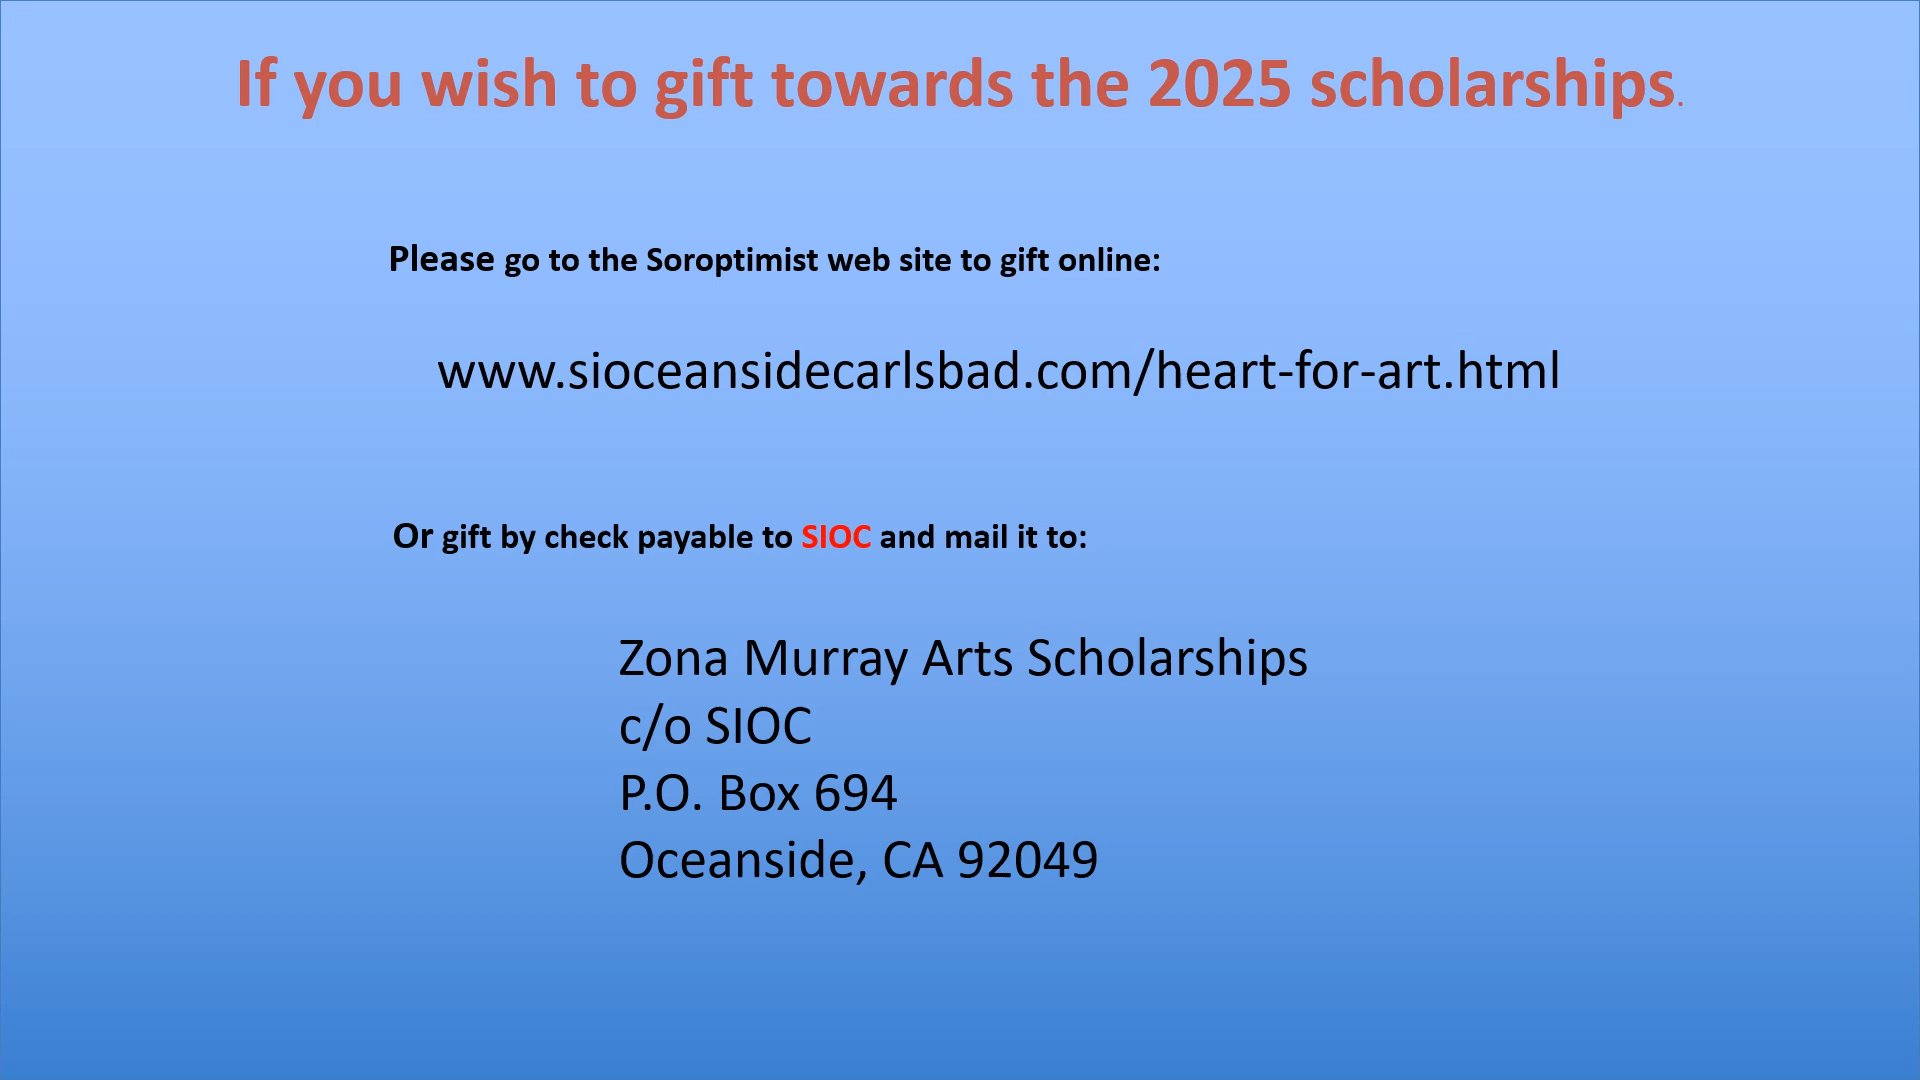 If you wish to gift towards the 2025 scholarships.
Please go to the Soroptimist web site to gift online:
www.sioceansidecarlsbad.com/heart-for-art.html
Or gift by check payable to SIOC and mail it to:
Zona Murray Arts Scholarships
c/o SIOC
P.O. Box 694
Oceanside, CA 92049